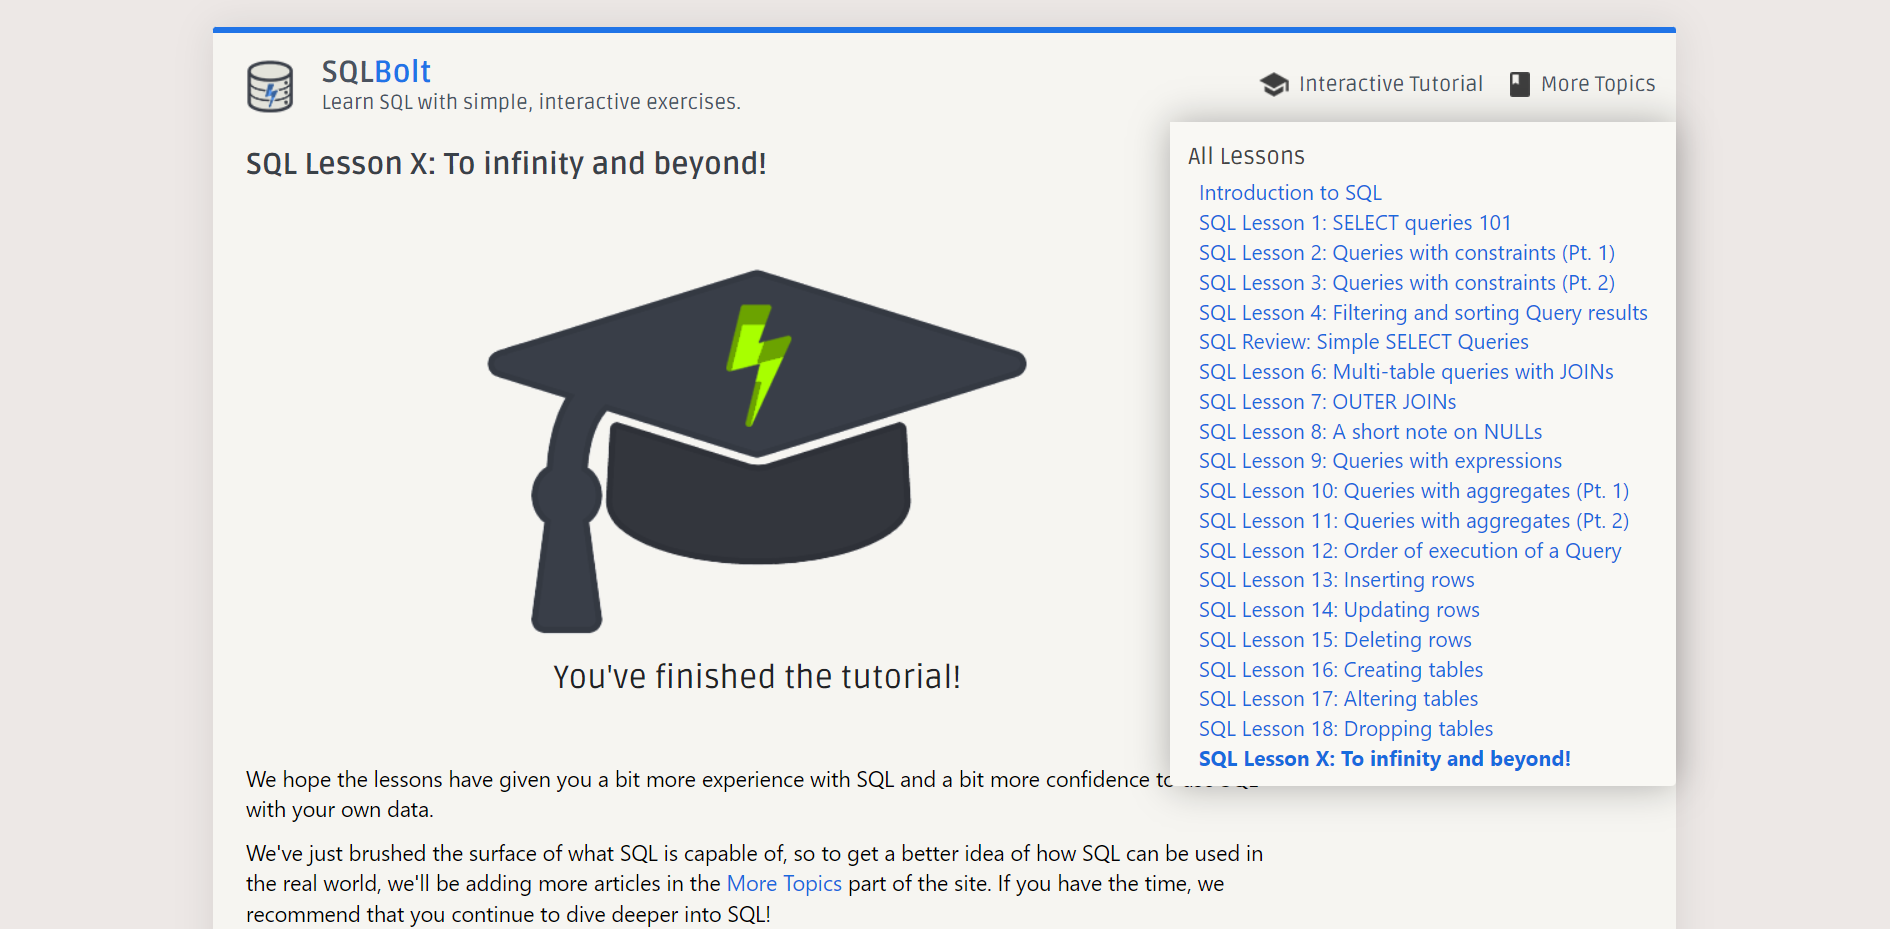 SQLBolt
Learn SQL with simple, interactive exercises.
Interactive Tutorial
More Topics
SQL Lesson X: To infinity and beyond!
All Lessons
Introduction to SQL
SQL Lesson 1: SELECT queries 101
SQL Lesson 2: Queries with constraints (Pt. 1)
SQL Lesson 3: Queries with constraints (Pt. 2)
SQL Lesson 4: Filtering and sorting Query results
SQL Review: Simple SELECT Queries
SQL Lesson 6: Multi-table queries with JOINs
SQL Lesson 7: OUTER JOINs
SQL Lesson 8: A short note on NULLs
SQL Lesson 9: Queries with expressions
SQL Lesson 10: Queries with aggregates (Pt. 1)
SQL Lesson 11: Queries with aggregates (Pt. 2)
SQL Lesson 12: Order of execution of a Query
SQL Lesson 13: Inserting rows
SQL Lesson 14: Updating rows
SQL Lesson 15: Deleting rows
SQL Lesson 16: Creating tables
SQL Lesson 17: Altering tables
SQL Lesson 18: Dropping tables
SQL Lesson X: To infinity and beyond!
You've finished the tutorial!
We hope the lessons have given you a bit more experience with SQL and a bit more confidence to
with your own data.
We've just brushed the surface of what SQL is capable of, so to get a better idea of how SQL can be used in
the real world, we'll be adding more articles in the More Topics part of the site. If you have the time, we
recommend that you continue to dive deeper into SQL!